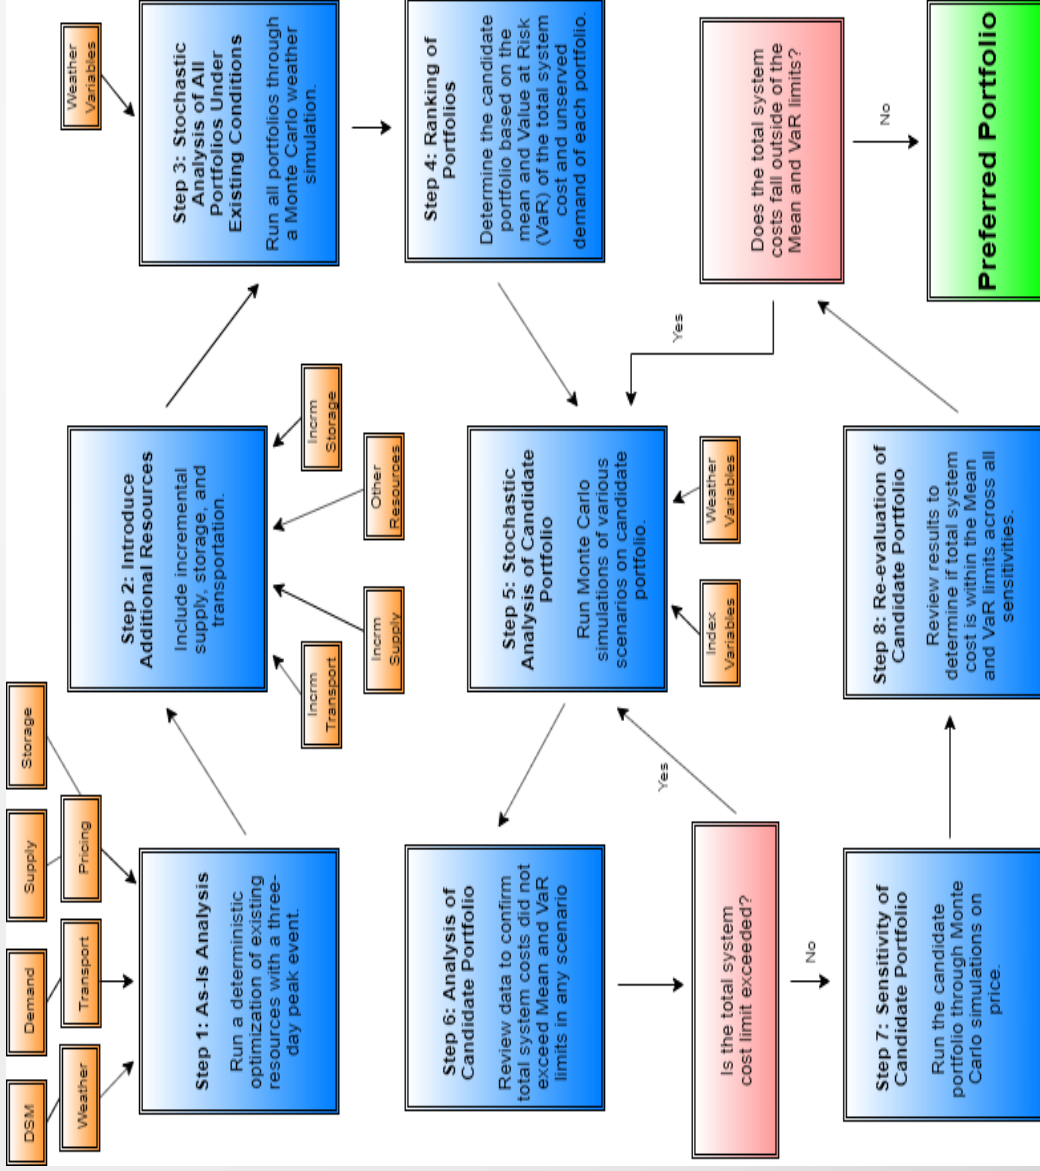 DSM
Demand
Supply
Storage
Weather
Transport
Pricing
Step 1: As-Is Analysis
Run a deterministic
optimization of existing
resources with a three-
day peak event.
Step 2: Introduce
Additional Resources
Include incremental
supply, storage, and
transportation.
Incrm
Transport
Incrm
Supply
Other
Resources
Incrm
Storage
Weather
Variables
Step 3: Stochastic
Analysis of All
Portfolios Under
Existing Conditions
Run all portfolios through
a Monte Carlo weather
simulation.
Step 4: Ranking of
Portfolios
Determine the candidate
portfolio based on the
mean and Value at Risk
(VaR) of the total system
cost and unserved
demand of each portfolio.
Step 5: Stochastic
Analysis of Candidate
Portfolio
Run Monte Carlo
simulations of various
scenarios on candidate
portfolio.
Index
Variables
Weather
Variables
Step 6: Analysis of
Candidate Portfolio
Review data to confirm
total system costs did not
exceed Mean and VaR
limits in any scenario
Is the total system
cost limit exceeded?
Yes
No
Step 7: Sensitivity of
Candidate Portfolio
Run the candidate
portfolio through Monte
Carlo simulations on
price.
Step 8: Re-evaluation of
Candidate Portfolio
Review results to
determine if total system
cost is within the Mean
and VaR limits across all
sensitivities.
Does the total system
costs fall outside of the
Mean and VaR limits?
Yes
No
Preferred Portfolio